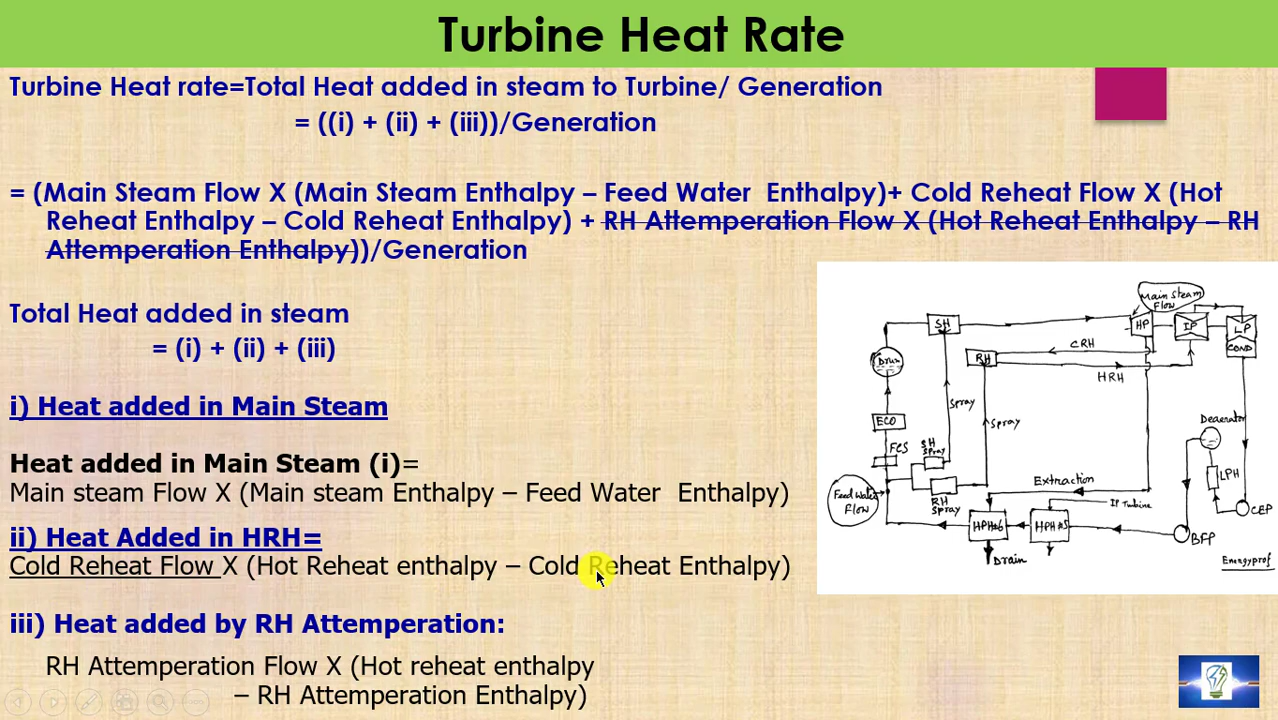 Turbine Heat Rate
Turbine Heat rate=Total Heat added in steam to Turbine/ Generation
= ((i) + (ii) + (iii))/Generation
= (Main Steam Flow X (Main Steam Enthalpy – Feed Water Enthalpy)+ Cold Reheat Flow X (Hot
Reheat Enthalpy – Cold Reheat Enthalpy) + RH Attemperation Flow X (Hot Reheat Enthalpy – RH
Attemperation Enthalpy))/Generation
Total Heat added in steam
= (i) + (ii) + (iii)
i) Heat added in Main Steam
Heat added in Main Steam (i)=
Main steam Flow X (Main steam Enthalpy – Feed Water Enthalpy)
ii) Heat Added in HRH=
Cold Reheat Flow X (Hot Reheat enthalpy – Cold Reheat Enthalpy)
iii) Heat added by RH Attemperation:
RH Attemperation Flow X (Hot reheat enthalpy
– RH Attemperation Enthalpy)
Main Steam
Flow
SH
HP
IP
LP
COND
CRH
RH
HRH
Drum
Spray
Spray
ECO
FCS
SH
Spray
RH
Spray
Feed Water
Flow
Extraction
IP Turbine
Deaerator
LPH
CEP
BFP
HPH#6
HPH#5
Drain
Energyprof